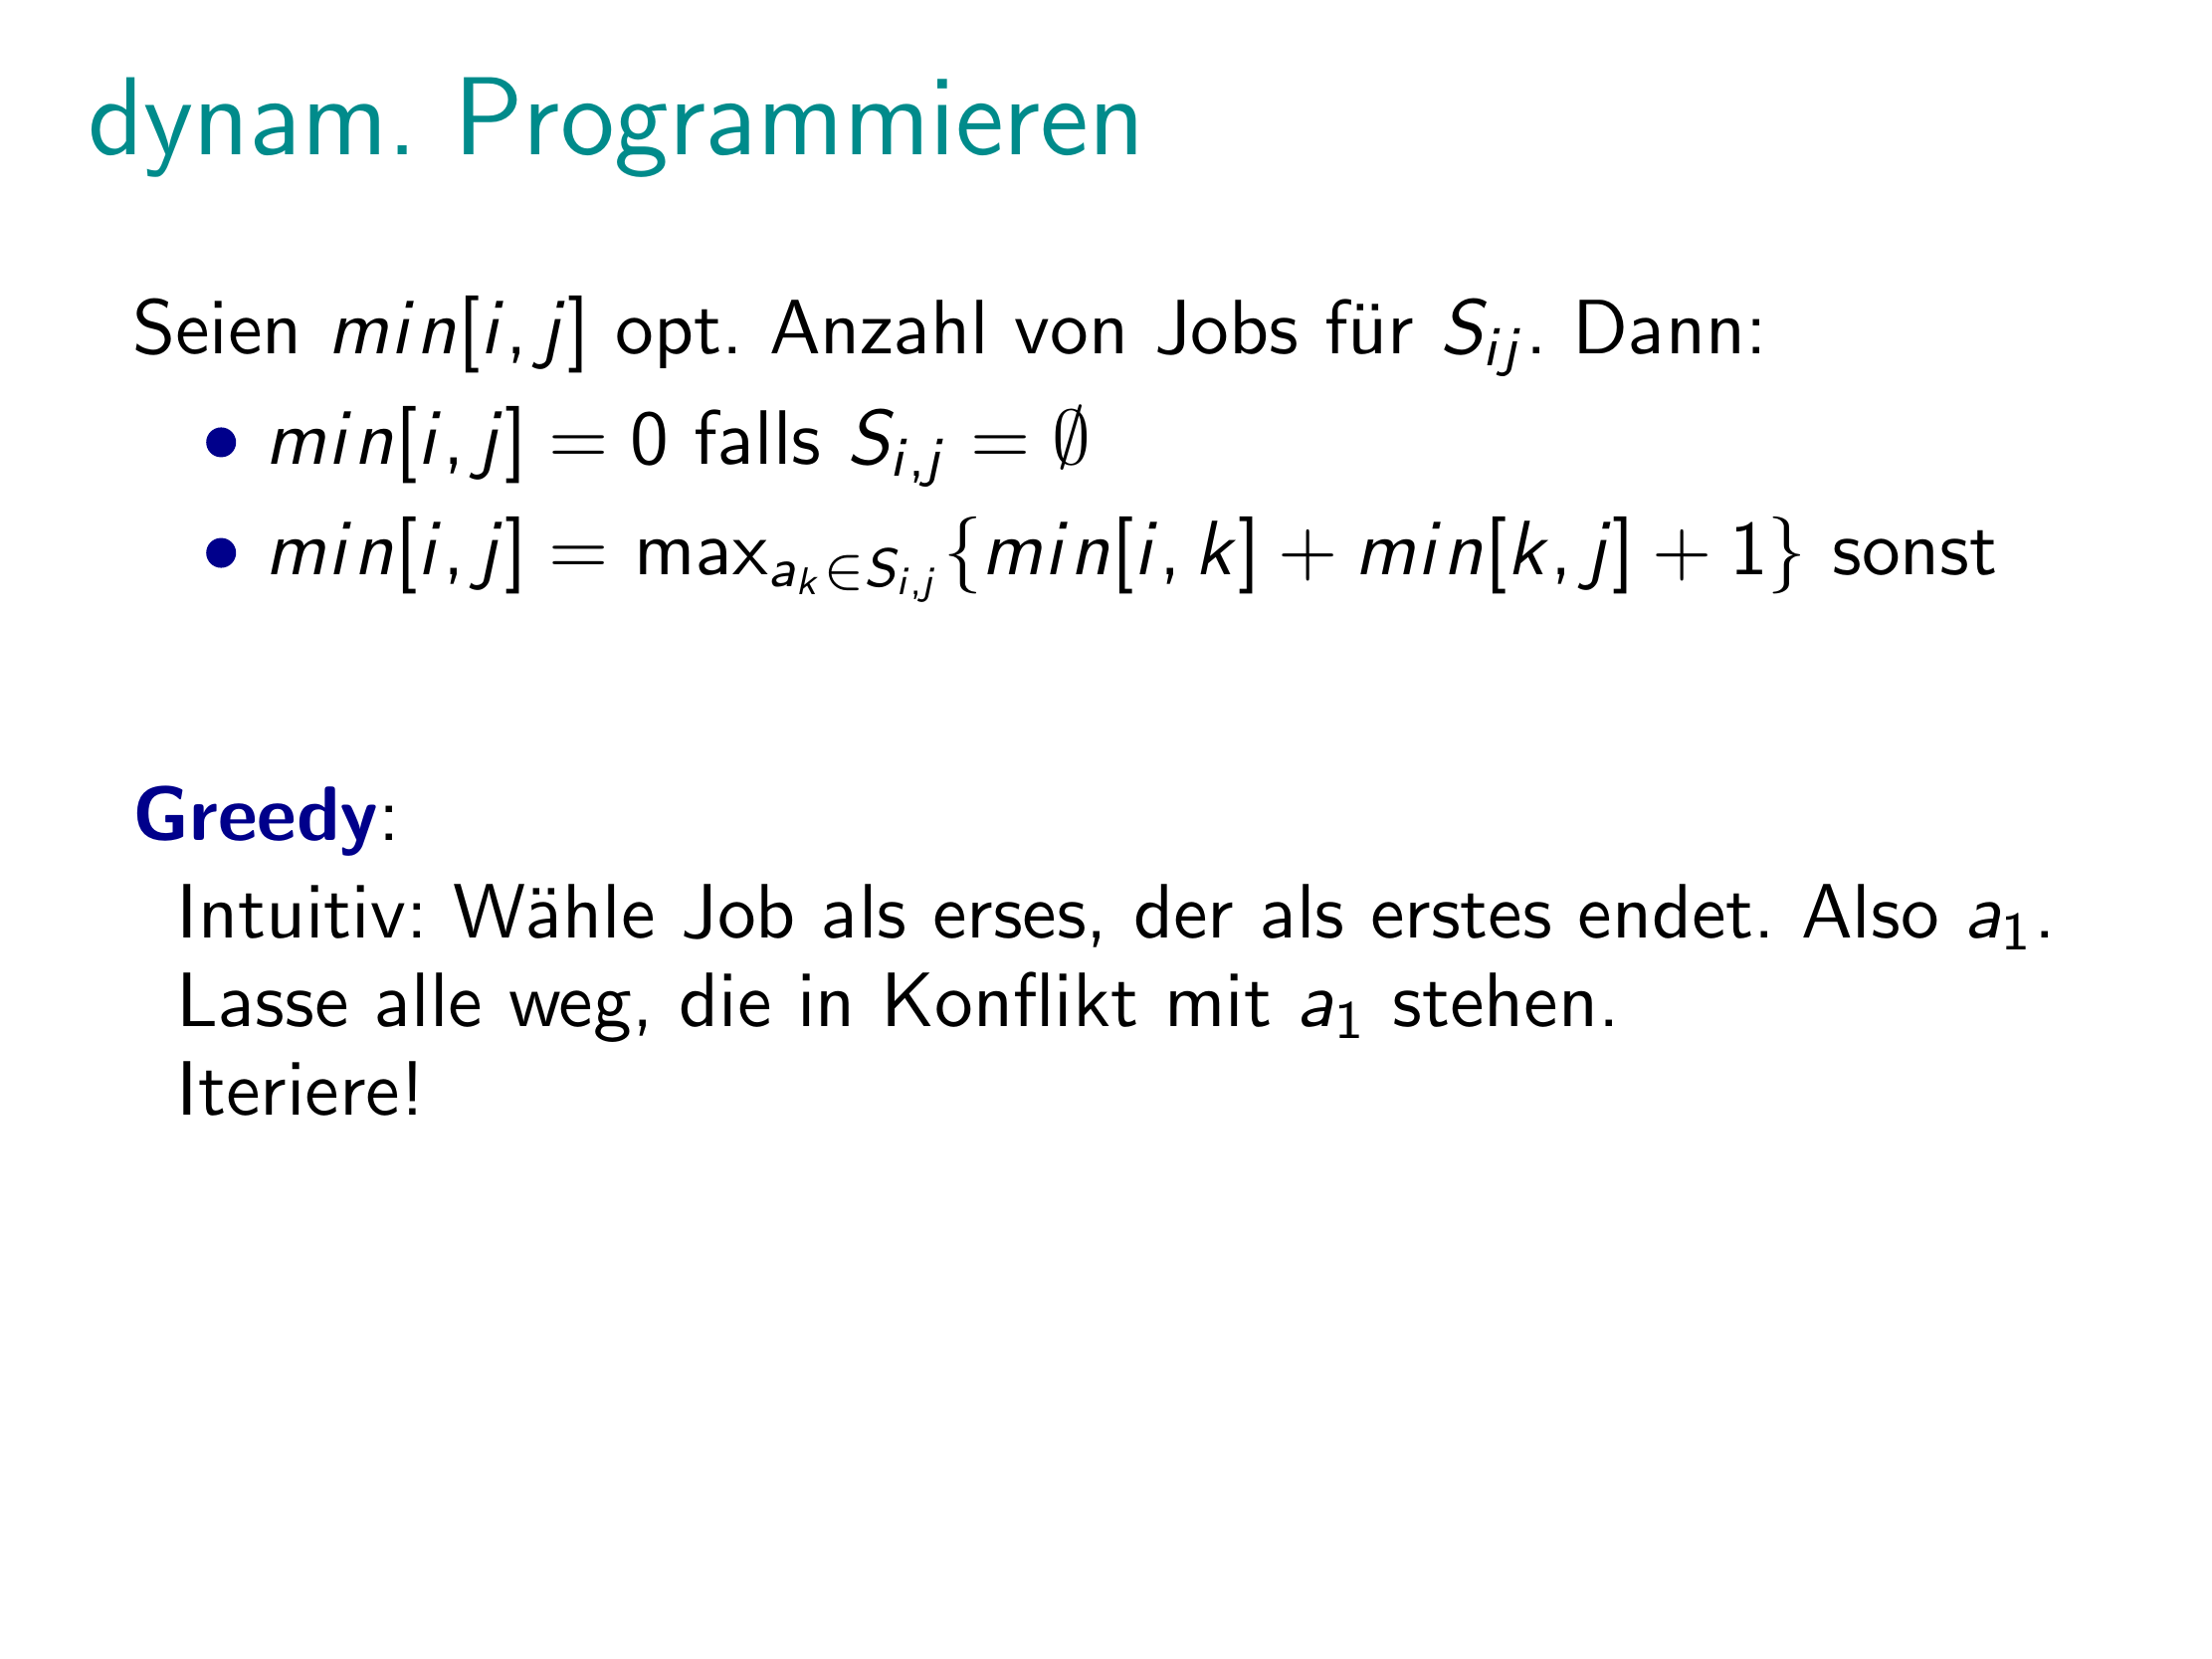 dynam. Programmieren
Seien min[i, j] opt. Anzahl von Jobs für S_{ij}. Dann:
• min[i, j] = 0 falls S_{i,j} = ∅
• min[i, j] = max_{a_k∈S_{i,j}}{min[i, k] + min[k, j] + 1} sonst
Greedy:
Intuitiv: Wähle Job als erses, der als erstes endet. Also a_1.
Lasse alle weg, die in Konflikt mit a_1 stehen.
Iteriere!